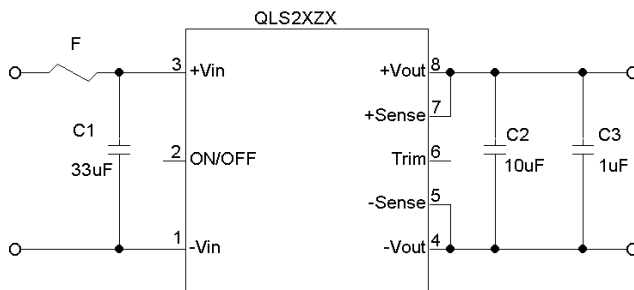 QLS2XZX
F
3
+Vin
8
+Vout
7
+Sense
C1
33uF
2
ON/OFF
6
Trim
C2
10uF
C3
1uF
5
-Sense
1
-Vin
4
-Vout